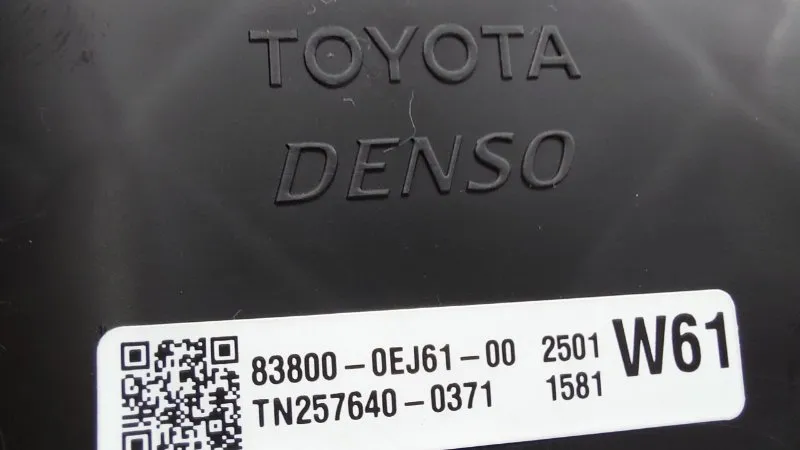 TOYOTA
DENSO
83800-0EJ61-00 2501 W61
TN257640-0371 1581